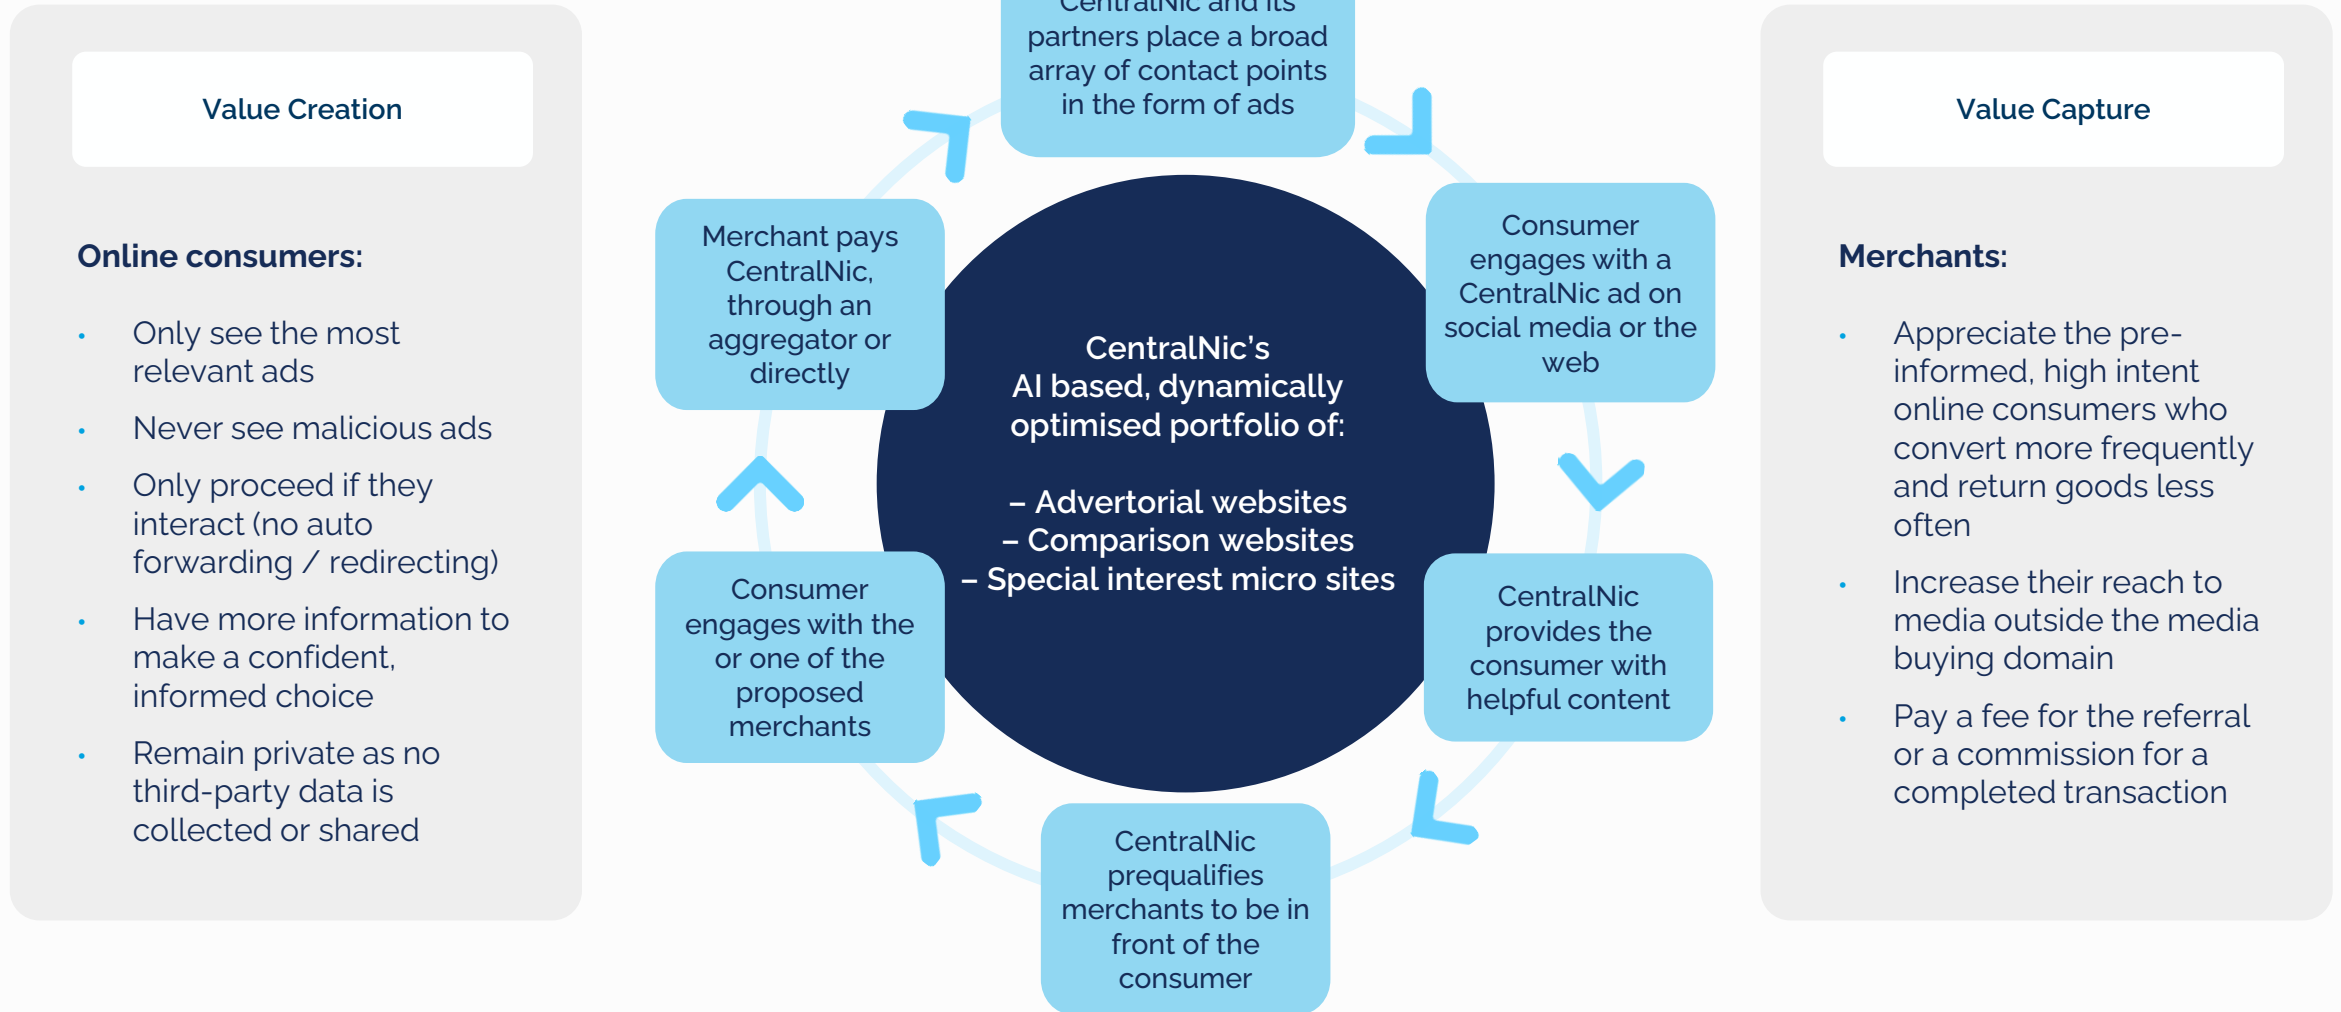 Value Creation
Online consumers:
• Only see the most
relevant ads
• Never see malicious ads
• Only proceed if they
interact (no auto
forwarding / redirecting)
• Have more information to
make a confident,
informed choice
• Remain private as no
third-party data is
collected or shared
CentralNic and its
partners place a broad
array of contact points
in the form of ads
Consumer
engages with a
CentralNic ad on
social media or the
web
CentralNic
provides the
consumer with
helpful content
CentralNic
prequalifies
merchants to be in
front of the
consumer
Consumer
engages with the
or one of the
proposed
merchants
Merchant pays
CentralNic,
through an
aggregator or
directly
CentralNic’s
AI based, dynamically
optimised portfolio of:
– Advertorial websites
– Comparison websites
– Special interest micro sites
Value Capture
Merchants:
• Appreciate the pre-
informed, high intent
online consumers who
convert more frequently
and return goods less
often
• Increase their reach to
media outside the media
buying domain
• Pay a fee for the referral
or a commission for a
completed transaction